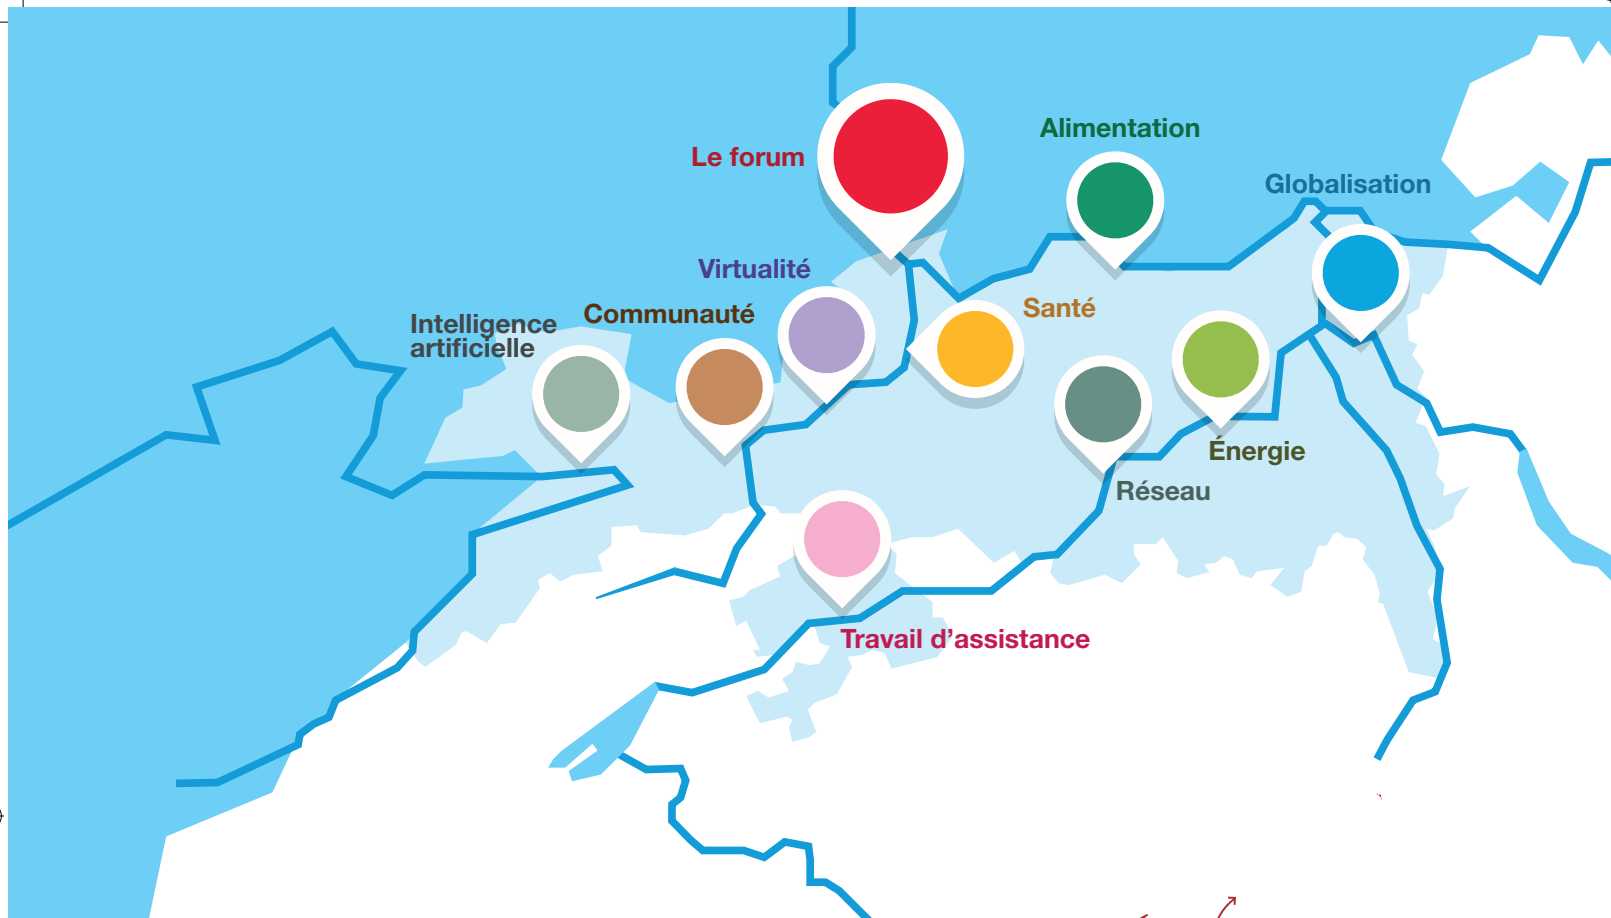 Alimentation
Le forum
Globalisation
Virtualité
Santé
Communauté
Intelligence
artificielle
Énergie
Réseau
Travail d’assistance